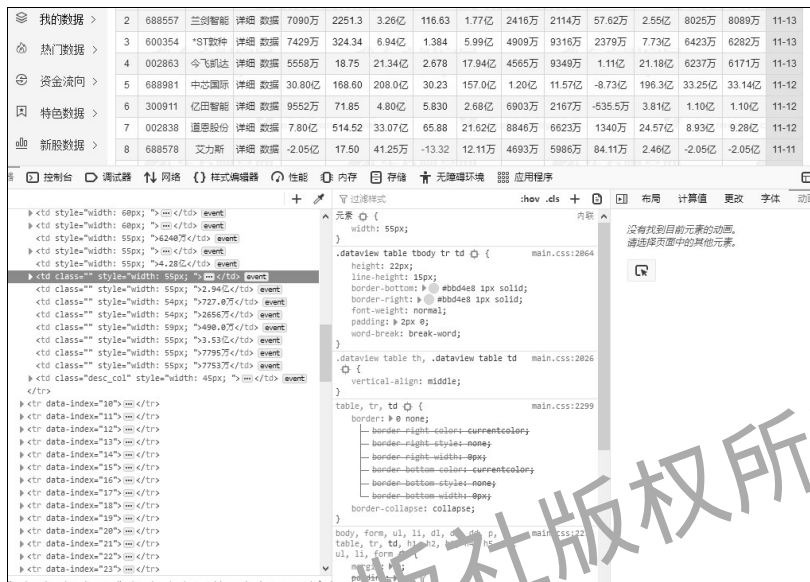 我的数据 >
热门数据 >
资金流向 >
特色数据 >
新股数据 >
2 688557 兰剑智能 详细 数据 7090万 2251.3 3.26亿 116.63 1.77亿 2416万 2114万 57.62万 2.55亿 8025万 8089万 11-13
3 600354 *ST敦种 详细 数据 7429万 324.34 6.94亿 1.384 5.99亿 4909万 9316万 2379万 7.73亿 6423万 6282万 11-13
4 002863 今飞凯达 详细 数据 5558万 18.75 21.34亿 2.678 17.94亿 4565万 9349万 1.11亿 21.18亿 6237万 6171万 11-13
5 688981 中芯国际 详细 数据 30.80亿 168.60 208.0亿 30.23 157.0亿 1.20亿 11.57亿 -8.73亿 196.3亿 33.25亿 33.14亿 11-12
6 300911 亿田智能 详细 数据 9552万 71.85 4.80亿 5.830 2.68亿 6903万 2167万 -535.5万 3.81亿 1.10亿 1.10亿 11-12
7 002838 道恩股份 详细 数据 7.80亿 514.52 33.07亿 65.88 21.62亿 8846万 6623万 1340万 24.57亿 8.93亿 9.28亿 11-12
8 688578 艾力斯 详细 数据 -2.05亿 17.50 41.25万 -13.32 12.11万 4693万 5986万 84.11万 2.46亿 -2.05亿 -2.05亿 11-11
控制台 调试器 网络 {} 样式编辑器 性能 内存 存储 无障碍环境 应用程序
<td style="width: 60px; ">…</td> event
<td style="width: 60px; ">…</td> event
<td style="width: 55px; ">6240万</td> event
<td style="width: 55px; ">…</td> event
<td style="width: 55px; ">4.28亿</td> event
<td class="" style="width: 55px; ">…</td> event
<td class="" style="width: 55px; ">2.94亿</td> event
<td class="" style="width: 54px; ">727.0万</td> event
<td class="" style="width: 54px; ">2656万</td> event
<td class="" style="width: 59px; ">490.0万</td> event
<td class="" style="width: 55px; ">3.53亿</td> event
<td class="" style="width: 55px; ">7795万</td> event
<td class="" style="width: 55px; ">7753万</td> event
<td class="desc_col" style="width: 45px; ">…</td> event
</tr>
<tr data-index="10">…</tr>
<tr data-index="11">…</tr>
<tr data-index="12">…</tr>
<tr data-index="13">…</tr>
<tr data-index="14">…</tr>
<tr data-index="15">…</tr>
<tr data-index="16">…</tr>
<tr data-index="17">…</tr>
<tr data-index="18">…</tr>
<tr data-index="19">…</tr>
<tr data-index="20">…</tr>
<tr data-index="21">…</tr>
<tr data-index="22">…</tr>
<tr data-index="23">…</tr>
过滤样式 :hov .cls +
元素 { 内联
width: 55px;
}
.dataview table tbody tr td { main.css:2064
height: 22px;
line-height: 15px;
border-bottom: #bbd4e8 1px solid;
border-right: #bbd4e8 1px solid;
font-weight: normal;
padding: 2px 0;
word-break: break-word;
}
.dataview table th, .dataview table td main.css:2026
{
vertical-align: middle;
}
table, tr, td { main.css:2299
border: 0 none;
border-right-color: currentcolor;
border-right-style: none;
border-right-width: 0px;
border-bottom-color: currentcolor;
border-bottom-style: none;
border-bottom-width: 0px;
border-collapse: collapse;
}
body, form, ul, li, dl, dd, p,
table, tr, td, h1, h2,
ul, li, form
布局 计算值 更改 字体
没有找到目前元素的动画。
请选择页面中的其他元素。
社版权所